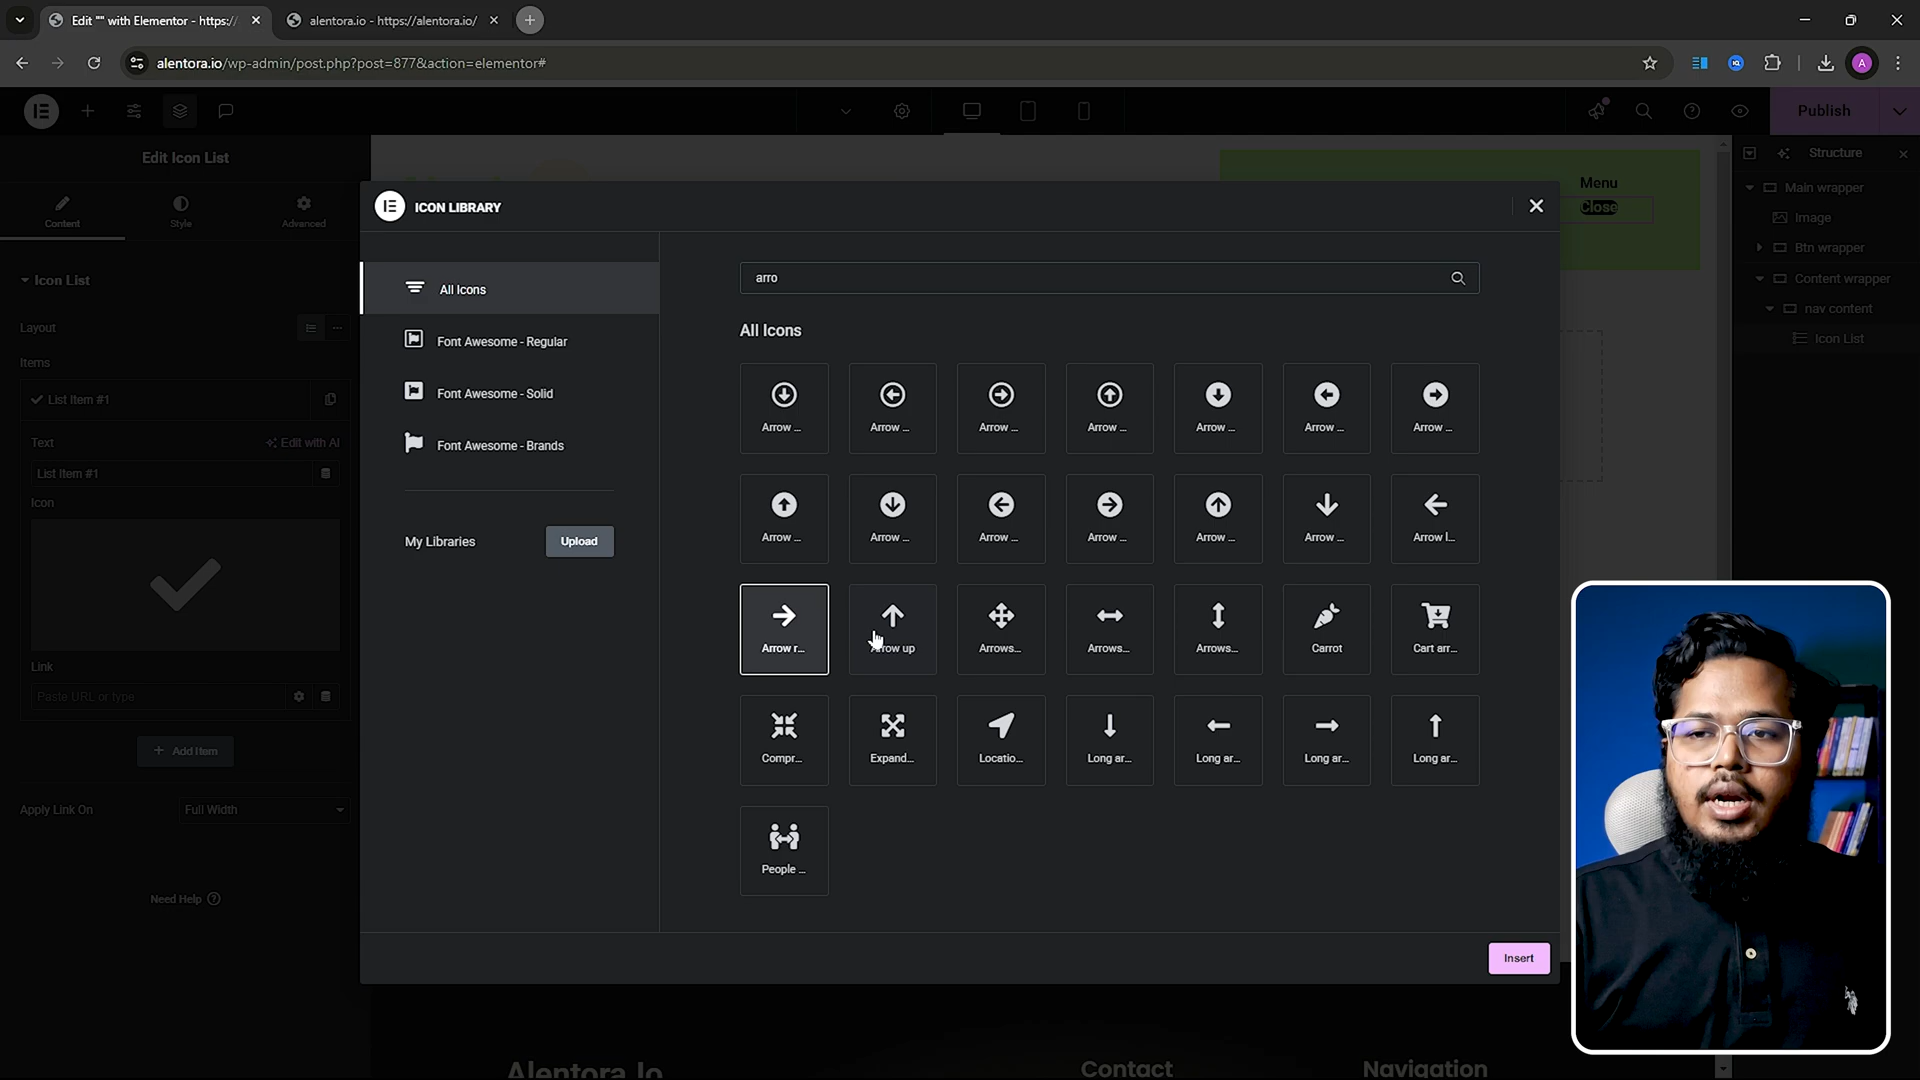 Edit "" with Elementor - https:/
alentora.io - https://alentora.io/
alentora.io/wp-admin/post.php?post=877&action=elementor#
A
Publish
Edit Icon List
Content
Style
Advanced
Icon List
Layout
Items
List Item #1
Text
Edit with AI
List Item #1
Icon
Link
Paste URL or type
Add Item
Apply Link On
Full Width
Need Help
ICON LIBRARY
All Icons
Font Awesome - Regular
Font Awesome - Solid
Font Awesome - Brands
My Libraries
Upload
arro
All Icons
Arrow ...
Arrow ...
Arrow ...
Arrow ...
Arrow ...
Arrow ...
Arrow ...
Arrow ...
Arrow ...
Arrow ...
Arrow ...
Arrow ...
Arrow ...
Arrow l...
Arrow r...
Arrow up
Arrows...
Arrows...
Arrows...
Carrot
Cart arr...
Compr...
Expand...
Locatio...
Long ar...
Long ar...
Long ar...
Long ar...
People ...
Insert
Menu
Close
Structure
Main wrapper
Image
Btn wrapper
Content wrapper
nav content
Icon List
Alentora.Io
Contact
Navigation